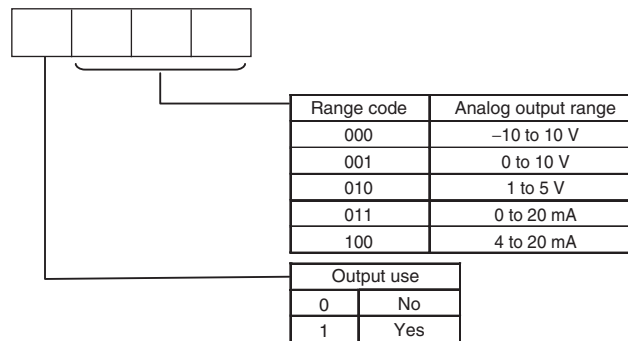 Range code Analog output range
000 –10 to 10 V
001 0 to 10 V
010 1 to 5 V
011 0 to 20 mA
100 4 to 20 mA
Output use
0 No
1 Yes